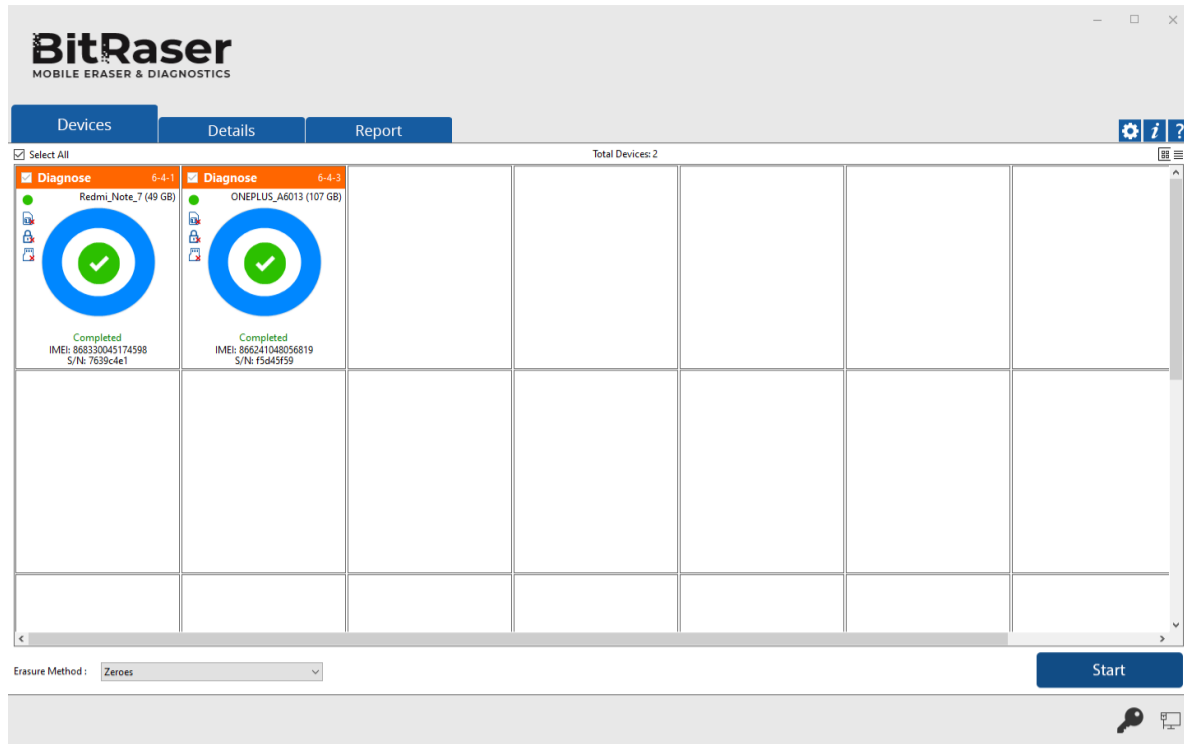 BitRaser
MOBILE ERASER & DIAGNOSTICS
Devices Details Report
i ?
Select All Total Devices: 2
Diagnose 6-4-1
Redmi_Note_7 (49 GB)
Completed
IMEI: 868330045174598
S/N: 7639c4e1
Diagnose 6-4-3
ONEPLUS_A6013 (107 GB)
Completed
IMEI: 866241048056819
S/N: f5d45f59
Erasure Method : Zeroes
Start